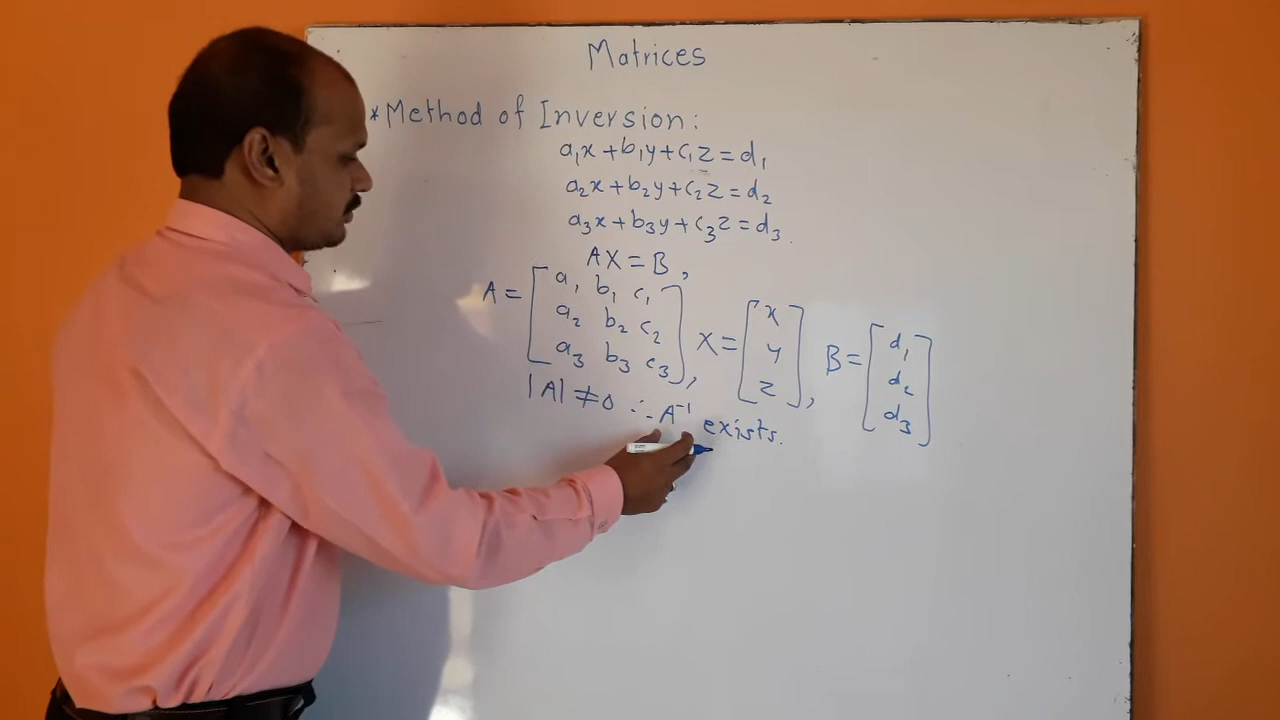 Matrices
*Method of Inversion:
a₁x+b₁y+c₁z=d₁
a₂x+b₂y+c₂z=d₂
a₃x+b₃y+c₃z=d₃.
AX=B,
A=[a₁ b₁ c₁
a₂ b₂ c₂
a₃ b₃ c₃], X=[x
y
z], B=[d₁
d₂
d₃]
|A|≠0 ∴ A⁻¹ exists.